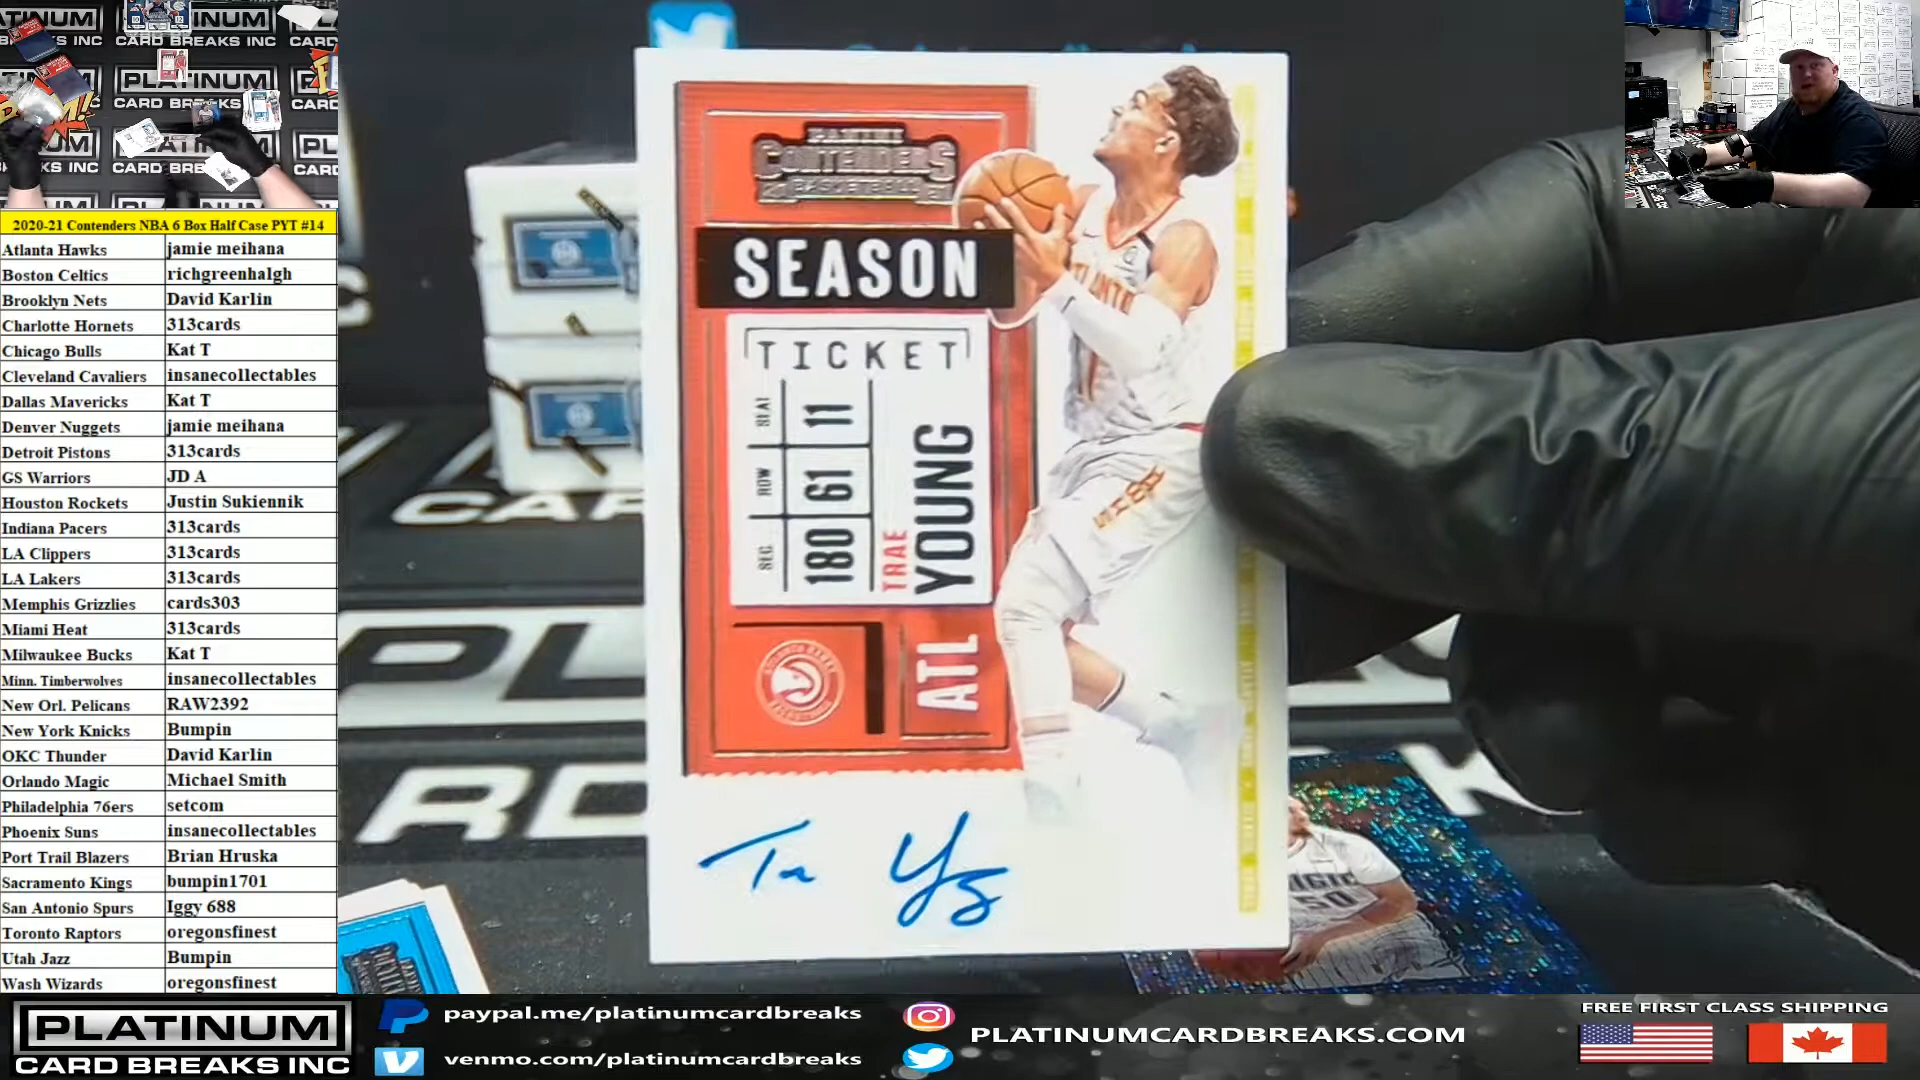 PLATINUM
CARD BREAKS INC
2020-21 Contenders NBA 6 Box Half Case PYT #14
Atlanta Hawks jamie meihana
Boston Celtics richgreenhalgh
Brooklyn Nets David Karlin
Charlotte Hornets 313cards
Chicago Bulls Kat T
Cleveland Cavaliers insanecollectables
Dallas Mavericks Kat T
Denver Nuggets jamie meihana
Detroit Pistons 313cards
GS Warriors JD A
Houston Rockets Justin Sukiennik
Indiana Pacers 313cards
LA Clippers 313cards
LA Lakers 313cards
Memphis Grizzlies cards303
Miami Heat 313cards
Milwaukee Bucks Kat T
Minn. Timberwolves insanecollectables
New Orl. Pelicans RAW2392
New York Knicks Bumpin
OKC Thunder David Karlin
Orlando Magic Michael Smith
Philadelphia 76ers setcom
Phoenix Suns insanecollectables
Port Trail Blazers Brian Hruska
Sacramento Kings bumpin1701
San Antonio Spurs Iggy 688
Toronto Raptors oregonsfinest
Utah Jazz Bumpin
Wash Wizards oregonsfinest
PANINI
CONTENDERS
BASKETBALL
SEASON
TICKET
SEC 180
ROW 61
SEAT 11
TRAE
YOUNG
ATL
ATLANTA
50
PLATINUM
CARD BREAKS INC
paypal.me/platinumcardbreaks
venmo.com/platinumcardbreaks
PLATINUMCARDBREAKS.COM
FREE FIRST CLASS SHIPPING